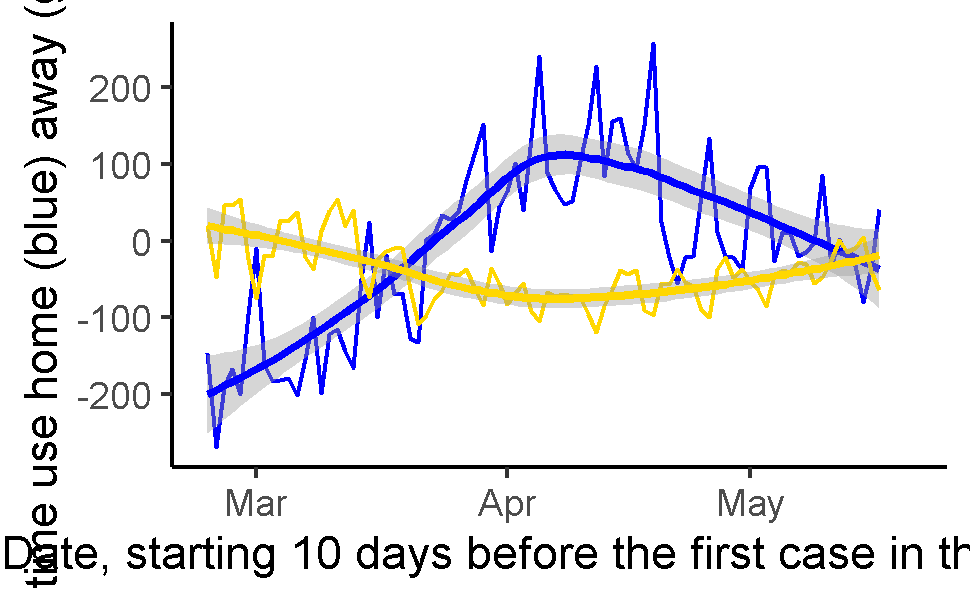 time use home (blue) away (
200
100
0
-100
-200
Mar
Apr
May
Date, starting 10 days before the first case in th